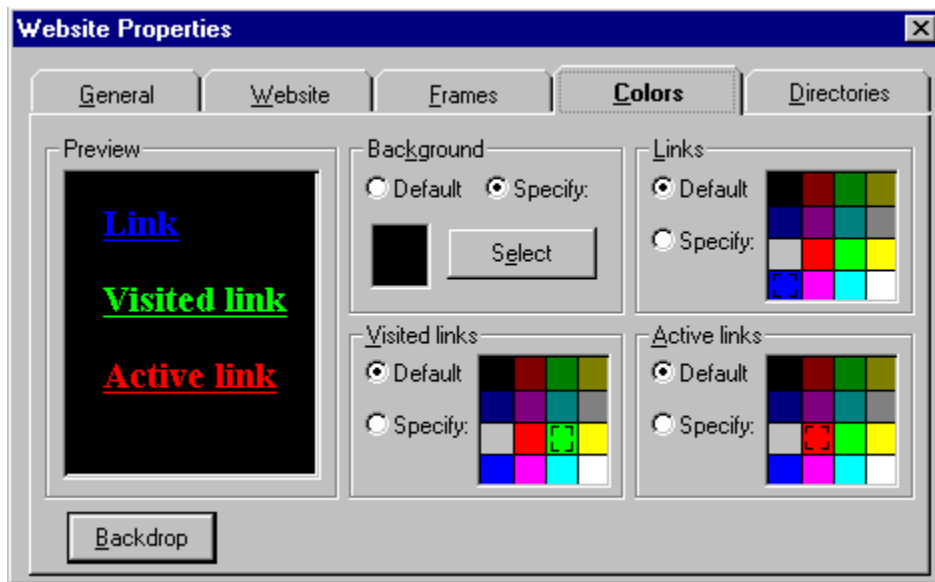 Website Properties
General Website Frames Colors Directories
Preview
Link
Visited link
Active link
Background
Default Specify:
Select
Links
Default
Specify:
Visited links
Default
Specify:
Active links
Default
Specify:
Backdrop